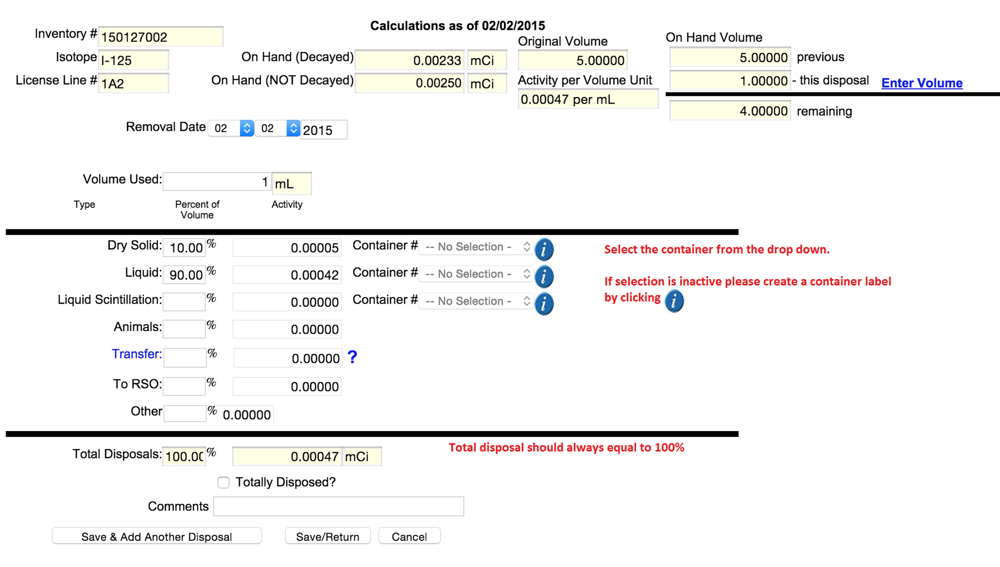 Calculations as of 02/02/2015
Inventory # 150127002
Isotope I-125
License Line # 1A2
On Hand (Decayed) 0.00233 mCi
On Hand (NOT Decayed) 0.00250 mCi
Original Volume
5.00000
Activity per Volume Unit
0.00047 per mL
On Hand Volume
5.00000 previous
1.00000 - this disposal Enter Volume
4.00000 remaining
Removal Date 02 02 2015
Volume Used: 1 mL
Type Percent of Volume Activity
Dry Solid: 10.00 % 0.00005 Container # -- No Selection - i
Liquid: 90.00 % 0.00042 Container # -- No Selection - i
Liquid Scintillation: % 0.00000 Container # -- No Selection - i
Select the container from the drop down.
If selection is inactive please create a container label
by clicking i
Animals: % 0.00000
Transfer: % 0.00000 ?
To RSO: % 0.00000
Other % 0.00000
Total Disposals: 100.00 % 0.00047 mCi
Total disposal should always equal to 100%
Totally Disposed?
Comments
Save & Add Another Disposal Save/Return Cancel